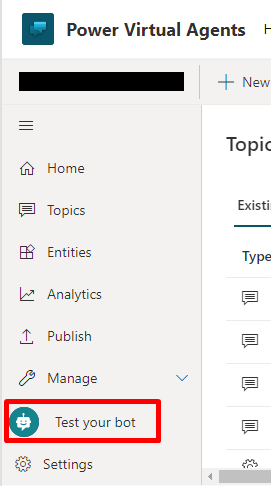 Power Virtual Agents
+ New
Home
Topic
Topics
Existi
Entities
Type
Analytics
Publish
Manage
Test your bot
Settings